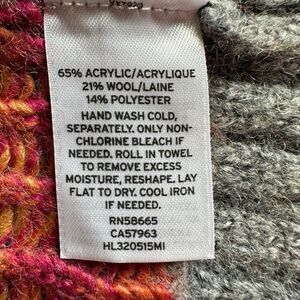 65% ACRYLIC/ACRYLIQUE
21% WOOL/LAINE
14% POLYESTER
HAND WASH COLD,
SEPARATELY. ONLY NON-
CHLORINE BLEACH IF
NEEDED. ROLL IN TOWEL
TO REMOVE EXCESS
MOISTURE, RESHAPE. LAY
FLAT TO DRY. COOL IRON
IF NEEDED.
RN58665
CA57963
HL320515MI